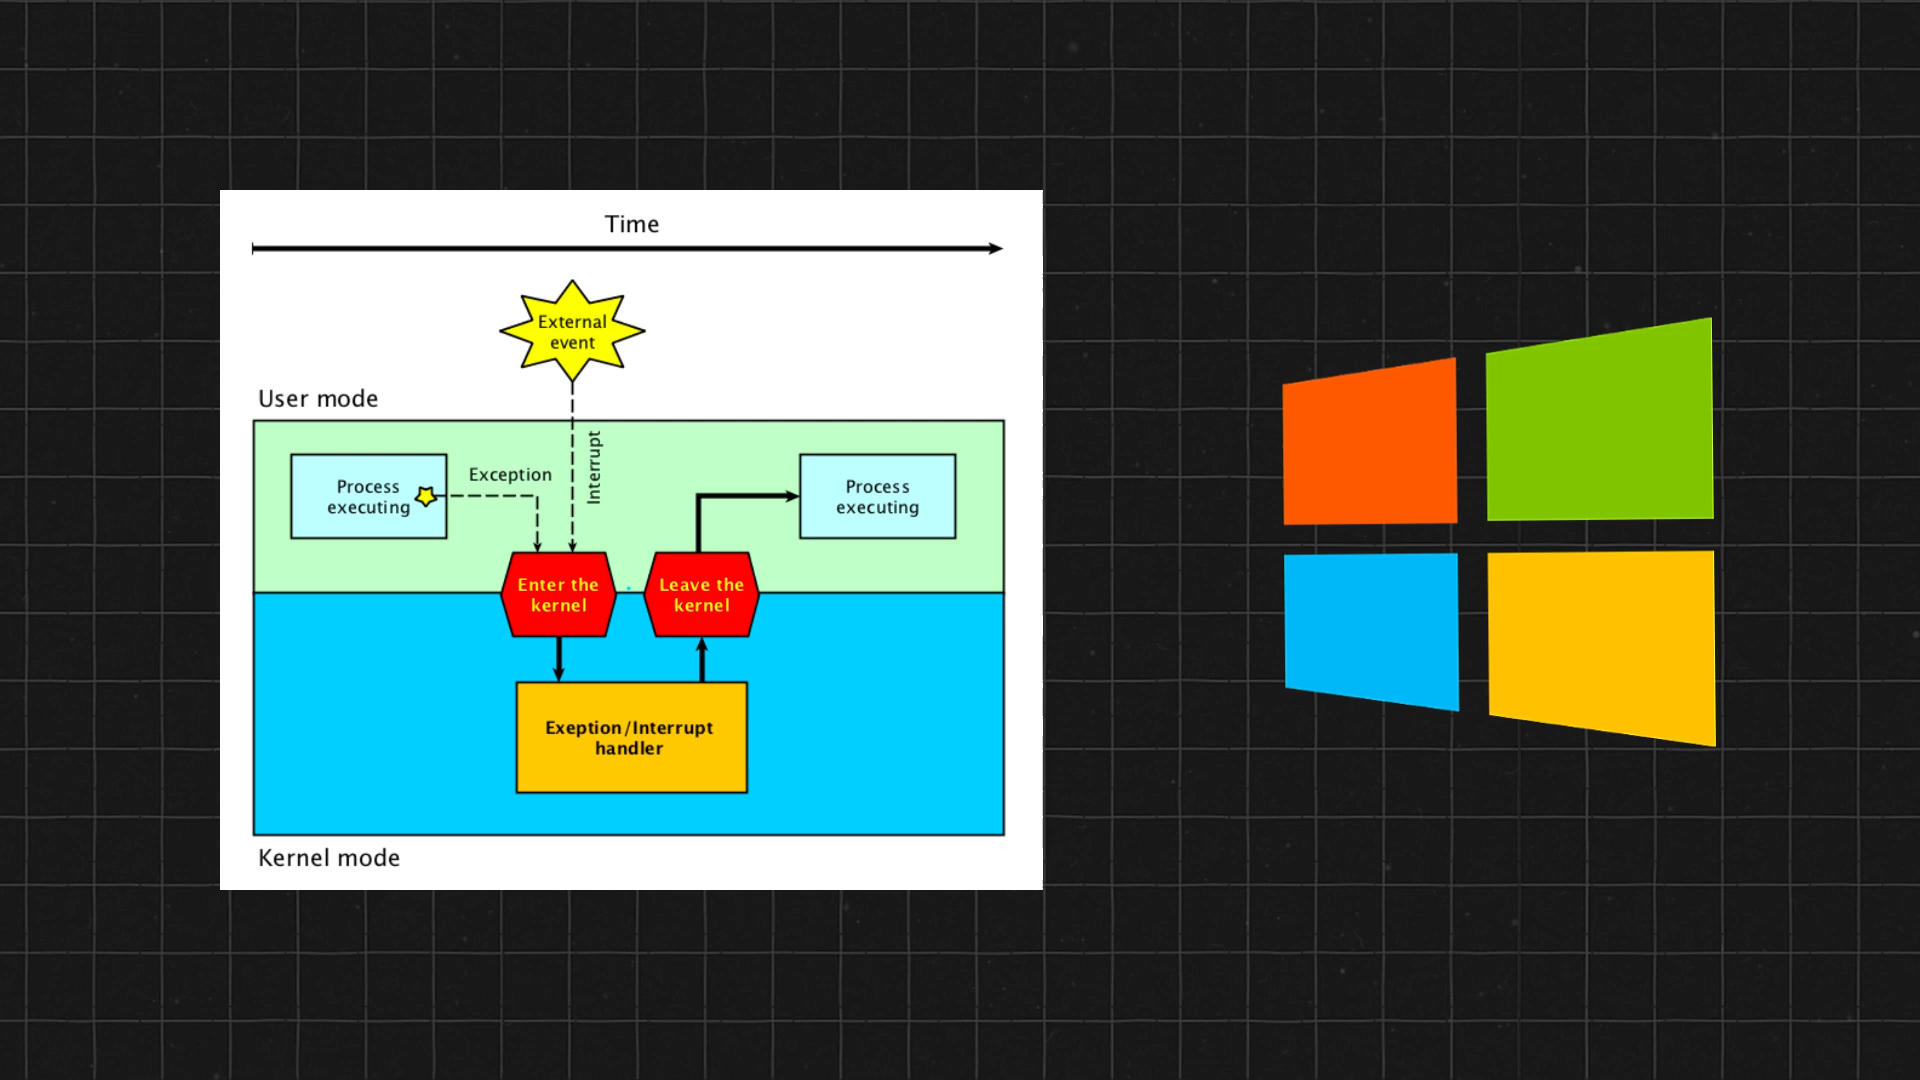 Time
External
event
User mode
Process
executing
Exception
Interrupt
Process
executing
Enter the
kernel
Leave the
kernel
Exeption/Interrupt
handler
Kernel mode